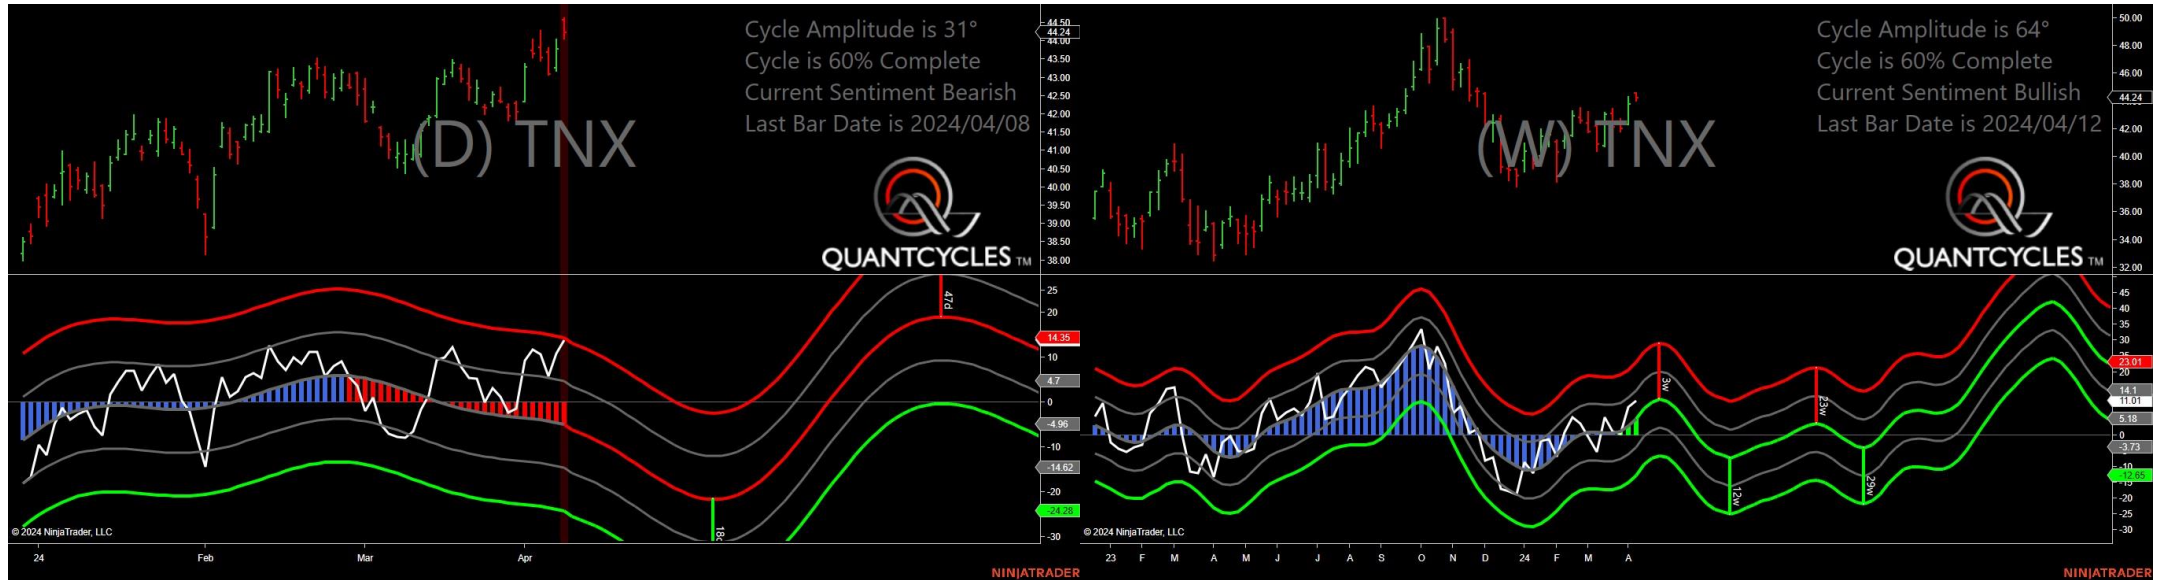 Cycle Amplitude is 31°
Cycle is 60% Complete
Current Sentiment Bearish
Last Bar Date is 2024/04/08
(D) TNX
QUANTCYCLES TM
44.50
44.24
44.00
43.50
43.00
42.50
42.00
41.50
41.00
40.50
40.00
39.50
39.00
38.50
38.00
47d
18d
25
20
14.35
10
4.7
0
-4.96
-10
-14.62
-20
-24.28
-30
© 2024 NinjaTrader, LLC
24 Feb Mar Apr
NINJATRADER
Cycle Amplitude is 64°
Cycle is 60% Complete
Current Sentiment Bullish
Last Bar Date is 2024/04/12
(W) TNX
QUANTCYCLES TM
50.00
48.00
46.00
44.24
42.00
40.00
38.00
36.00
34.00
32.00
3w
12w
23w
29w
45
40
35
30
23.01
20
14.1
11.01
5.18
0
-3.73
-10
-12.65
-15
-20
-25
-30
© 2024 NinjaTrader, LLC
23 F M A M J J A S O N D 24 F M A
NINJATRADER